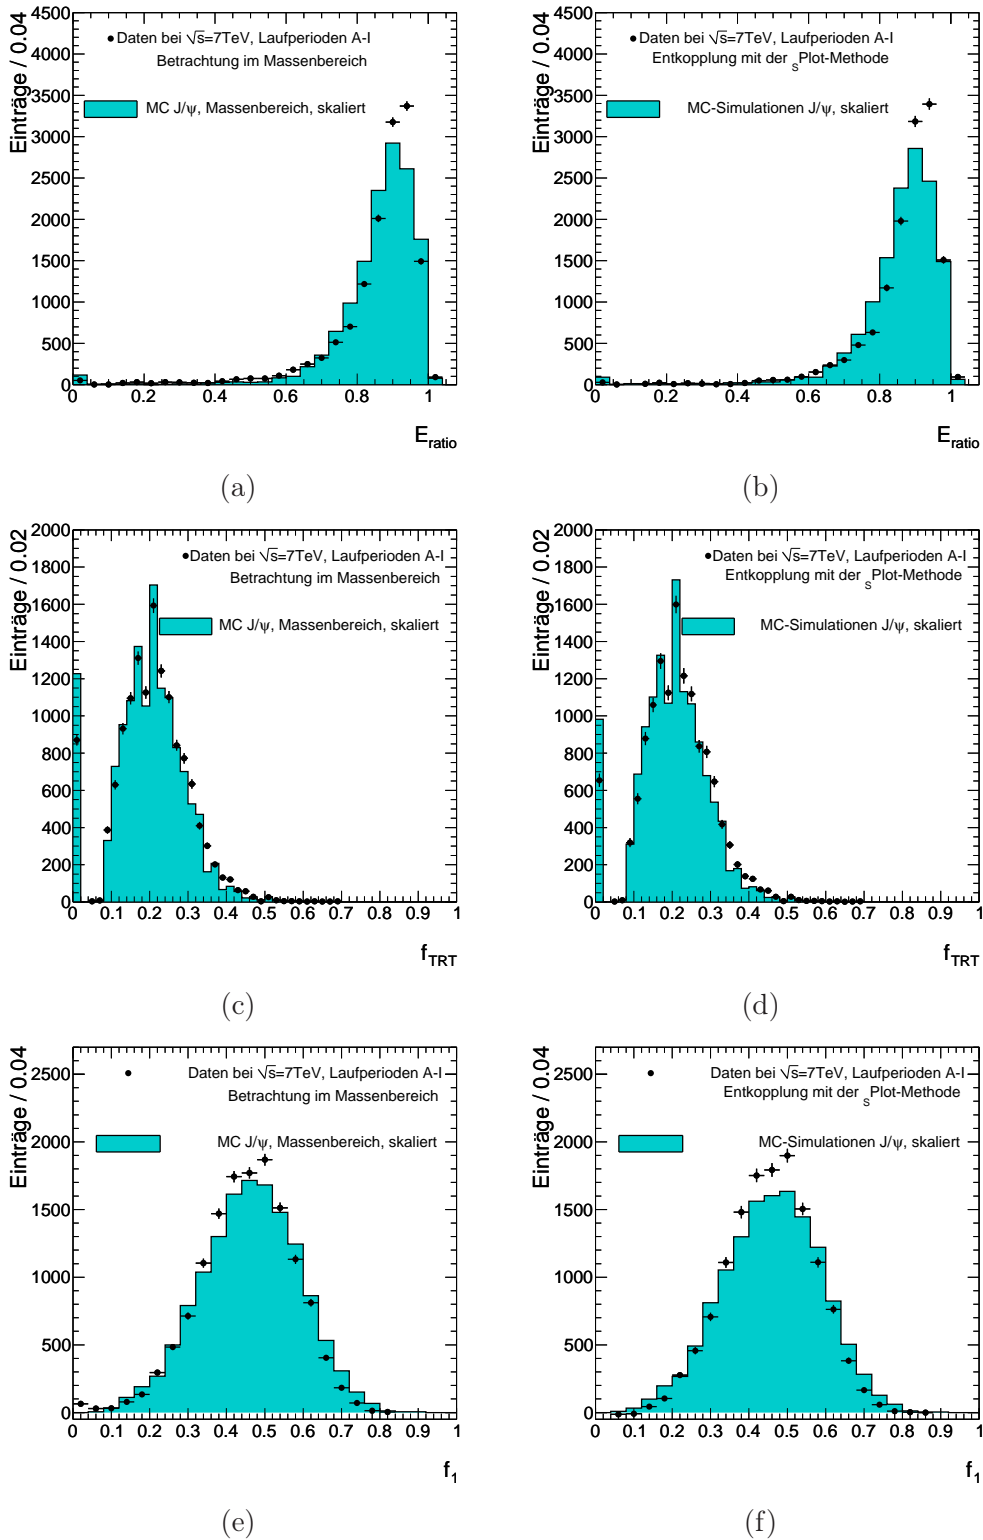 Einträge / 0.04
4500
4000
3500
3000
2500
2000
1500
1000
500
0
Daten bei √s=7TeV, Laufperioden A-I
Betrachtung im Massenbereich
MC J/ψ, Massenbereich, skaliert
0 0.2 0.4 0.6 0.8 1
E_ratio
(a)
Einträge / 0.04
4500
4000
3500
3000
2500
2000
1500
1000
500
0
Daten bei √s=7TeV, Laufperioden A-I
Entkopplung mit der sPlot-Methode
MC-Simulationen J/ψ, skaliert
0 0.2 0.4 0.6 0.8 1
E_ratio
(b)
Einträge / 0.02
2000
1800
1600
1400
1200
1000
800
600
400
200
0
Daten bei √s=7TeV, Laufperioden A-I
Betrachtung im Massenbereich
MC J/ψ, Massenbereich, skaliert
0 0.1 0.2 0.3 0.4 0.5 0.6 0.7 0.8 0.9 1
f_TRT
(c)
Einträge / 0.02
2000
1800
1600
1400
1200
1000
800
600
400
200
0
Daten bei √s=7TeV, Laufperioden A-I
Entkopplung mit der sPlot-Methode
MC-Simulationen J/ψ, skaliert
0 0.1 0.2 0.3 0.4 0.5 0.6 0.7 0.8 0.9 1
f_TRT
(d)
Einträge / 0.04
2500
2000
1500
1000
500
0
Daten bei √s=7TeV, Laufperioden A-I
Betrachtung im Massenbereich
MC J/ψ, Massenbereich, skaliert
0 0.1 0.2 0.3 0.4 0.5 0.6 0.7 0.8 0.9 1
f_1
(e)
Einträge / 0.04
2500
2000
1500
1000
500
0
Daten bei √s=7TeV, Laufperioden A-I
Entkopplung mit der sPlot-Methode
MC-Simulationen J/ψ, skaliert
0 0.1 0.2 0.3 0.4 0.5 0.6 0.7 0.8 0.9 1
f_1
(f)